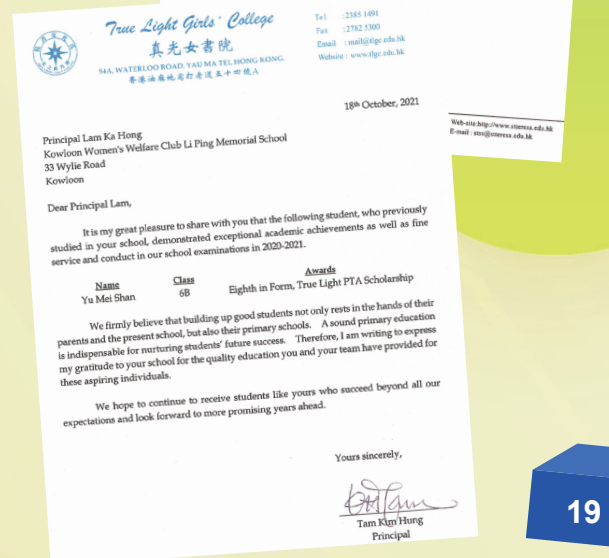 True Light Girls' College
真光女書院
54A, WATERLOO ROAD, YAU MA TEI, HONG KONG.
香港油麻地窩打老道五十四號A
Tel : 2385 1491
Fax : 2782 5300
Email : mail@tlgc.edu.hk
Website : www.tlgc.edu.hk
Web-site:http://www.stteresa.edu.hk
E-mail : stss@stteresa.edu.hk
18th October, 2021
Principal Lam Ka Hong
Kowloon Women's Welfare Club Li Ping Memorial School
33 Wylie Road
Kowloon
Dear Principal Lam,
It is my great pleasure to share with you that the following student, who previously
studied in your school, demonstrated exceptional academic achievements as well as fine
service and conduct in our school examinations in 2020-2021.
Name Class Awards
Yu Mei Shan 6B Eighth in Form, True Light PTA Scholarship
We firmly believe that building up good students not only rests in the hands of their
parents and the present school, but also their primary schools. A sound primary education
is indispensable for nurturing students' future success. Therefore, I am writing to express
my gratitude to your school for the quality education you and your team have provided for
these aspiring individuals.
We hope to continue to receive students like yours who succeed beyond all our
expectations and look forward to more promising years ahead.
Yours sincerely,
Tam Kim Hung
Principal
19